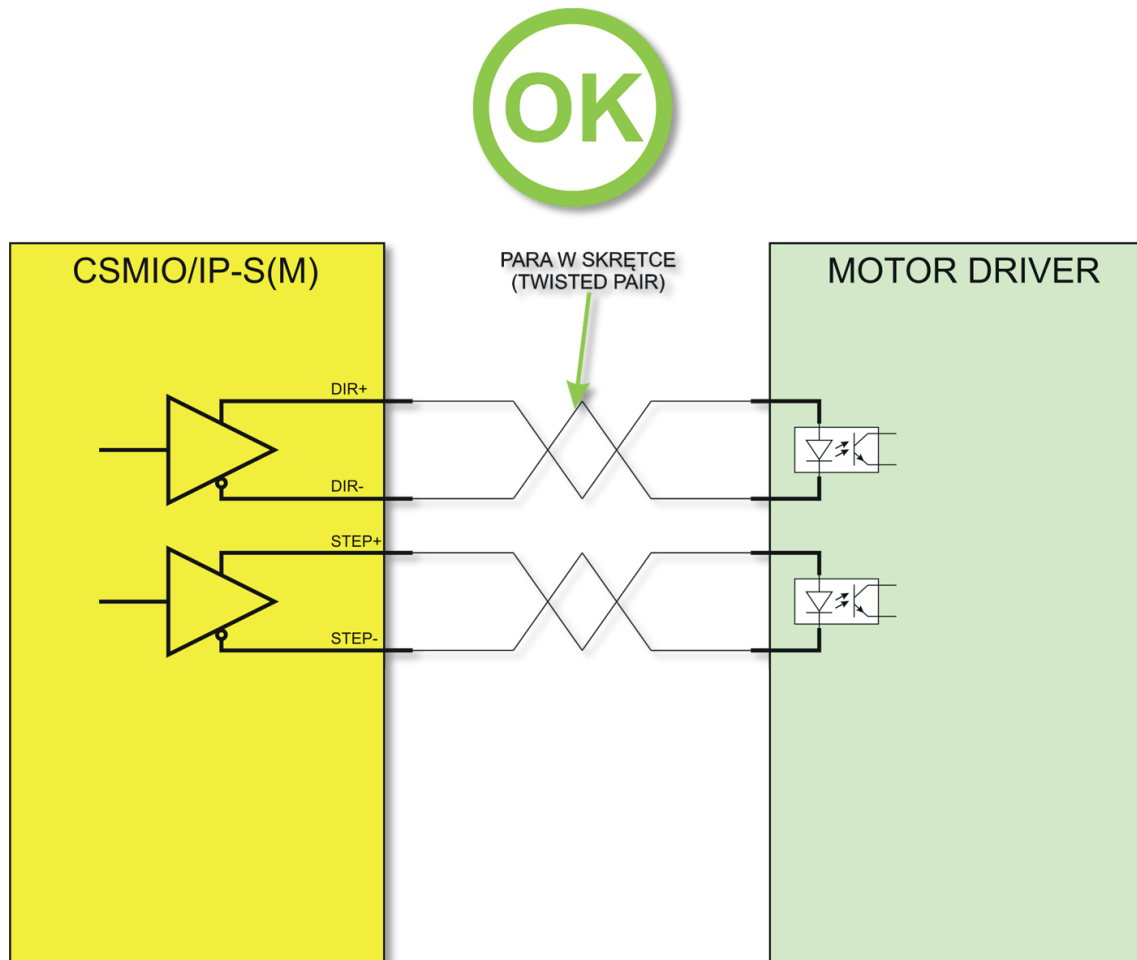 OK
CSMIO/IP-S(M)
PARA W SKRĘTCE
(TWISTED PAIR)
MOTOR DRIVER
DIR+
DIR-
STEP+
STEP-